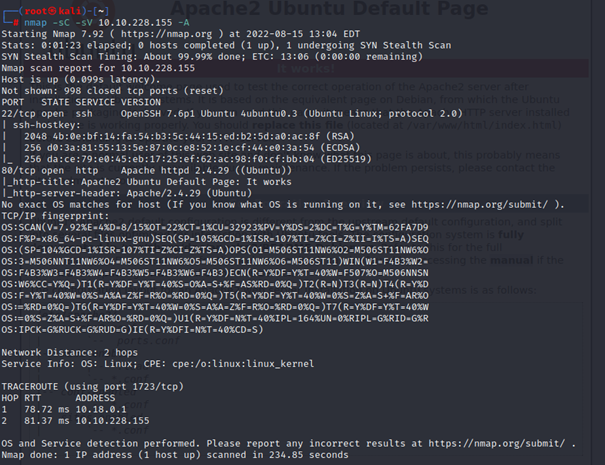 Apache2 Ubuntu Default Page
┌──(root㉿kali)-[~]
└─# nmap -sC -sV 10.10.228.155 -A
Starting Nmap 7.92 ( https://nmap.org ) at 2022-08-15 13:04 EDT
Stats: 0:01:23 elapsed; 0 hosts completed (1 up), 1 undergoing SYN Stealth Scan
SYN Stealth Scan Timing: About 99.99% done; ETC: 13:06 (0:00:00 remaining)
Nmap scan report for 10.10.228.155
Host is up (0.099s latency).
Not shown: 998 closed tcp ports (reset)
PORT   STATE SERVICE VERSION
22/tcp open  ssh     OpenSSH 7.6p1 Ubuntu 4ubuntu0.3 (Ubuntu Linux; protocol 2.0)
| ssh-hostkey:
|   2048 4b:0e:bf:14:fa:54:b3:5c:44:15:ed:b2:5d:a0:ac:8f (RSA)
|   256 d0:3a:81:55:13:5e:87:0c:e8:52:1e:cf:44:e0:3a:54 (ECDSA)
|_  256 da:ce:79:e0:45:eb:17:25:ef:62:ac:98:f0:cf:bb:04 (ED25519)
80/tcp open  http    Apache httpd 2.4.29 ((Ubuntu))
|_http-title: Apache2 Ubuntu Default Page: It works
|_http-server-header: Apache/2.4.29 (Ubuntu)
No exact OS matches for host (If you know what OS is running on it, see https://nmap.org/submit/ ).
TCP/IP fingerprint:
OS:SCAN(V=7.92%E=4%D=8/15%OT=22%CT=1%CU=32923%PV=Y%DS=2%DC=T%G=Y%TM=62FA7D9
OS:F%P=x86_64-pc-linux-gnu)SEQ(SP=105%GCD=1%ISR=107%TI=Z%CI=Z%II=I%TS=A)SEQ
OS:(SP=104%GCD=1%ISR=107%TI=Z%CI=Z%TS=A)OPS(O1=M506ST11NW6%O2=M506ST11NW6%O
OS:3=M506NNT11NW6%O4=M506ST11NW6%O5=M506ST11NW6%O6=M506ST11)WIN(W1=F4B3%W2=
OS:F4B3%W3=F4B3%W4=F4B3%W5=F4B3%W6=F4B3)ECN(R=Y%DF=Y%T=40%W=F507%O=M506NNSN
OS:W6%CC=Y%Q=)T1(R=Y%DF=Y%T=40%S=O%A=S+%F=AS%RD=0%Q=)T2(R=N)T3(R=N)T4(R=Y%D
OS:F=Y%T=40%W=0%S=A%A=Z%F=R%O=%RD=0%Q=)T5(R=Y%DF=Y%T=40%W=0%S=Z%A=S+%F=AR%O
OS:=%RD=0%Q=)T6(R=Y%DF=Y%T=40%W=0%S=A%A=Z%F=R%O=%RD=0%Q=)T7(R=Y%DF=Y%T=40%W
OS:=0%S=Z%A=S+%F=AR%O=%RD=0%Q=)U1(R=Y%DF=N%T=40%IPL=164%UN=0%RIPL=G%RID=G%R
OS:IPCK=G%RUCK=G%RUD=G)IE(R=Y%DFI=N%T=40%CD=S)
Network Distance: 2 hops
Service Info: OS: Linux; CPE: cpe:/o:linux:linux_kernel
TRACEROUTE (using port 1723/tcp)
HOP RTT      ADDRESS
1   78.72 ms 10.18.0.1
2   81.37 ms 10.10.228.155
OS and Service detection performed. Please report any incorrect results at https://nmap.org/submit/ .
Nmap done: 1 IP address (1 host up) scanned in 234.85 seconds